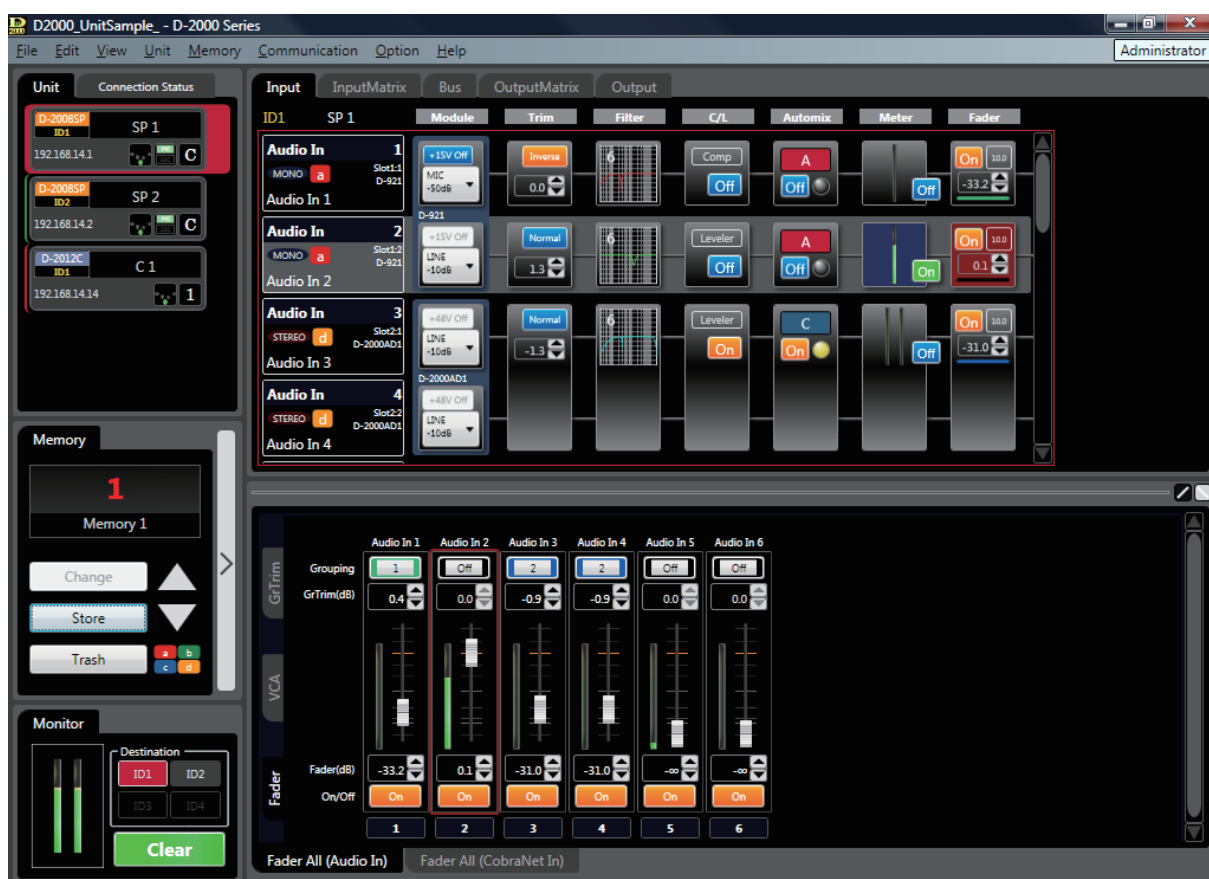 D2000_UnitSample_ - D-2000 Series
File Edit View Unit Memory Communication Option Help
Administrator
Unit Connection Status
D-2008SP
ID1
SP 1
192.168.14.1
C
D-2008SP
ID2
SP 2
192.168.14.2
C
D-2012C
ID1
C 1
192.168.14.14
1
Memory
1
Memory 1
Change
Store
Trash
a b
c d
Monitor
Destination
ID1 ID2
ID3 ID4
Clear
Input InputMatrix Bus OutputMatrix Output
ID1 SP 1 Module Trim Filter C/L Automix Meter Fader
Audio In 1
MONO a Slot1:1
D-921
Audio In 1
+15V Off
MIC
-50dB
Inverse
0.0
6
Comp
Off
A
Off
Off
On 10.0
-33.2
D-921
Audio In 2
MONO a Slot1:2
D-921
Audio In 2
+15V Off
LINE
-10dB
Normal
1.3
6
Leveler
Off
A
Off
On
On 10.0
0.1
Audio In 3
STEREO d Slot2:1
D-2000AD1
Audio In 3
+48V Off
LINE
-10dB
Normal
-1.3
6
Leveler
On
C
On
Off
On 10.0
-31.0
D-2000AD1
Audio In 4
STEREO d Slot2:2
D-2000AD1
Audio In 4
+48V Off
LINE
-10dB
GrTrim
VCA
Fader
Audio In 1 Audio In 2 Audio In 3 Audio In 4 Audio In 5 Audio In 6
Grouping 1 Off 2 2 Off Off
GrTrim(dB) 0.4 0.0 -0.9 -0.9 0.0 0.0
Fader(dB) -33.2 0.1 -31.0 -31.0 -∞ -∞
On/Off On On On On On On
1 2 3 4 5 6
Fader All (Audio In) Fader All (CobraNet In)